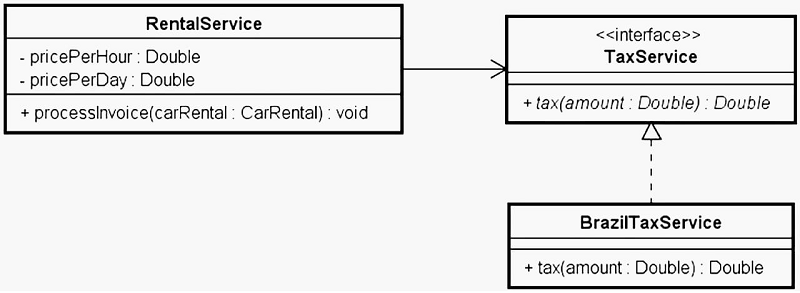 RentalService
- pricePerHour : Double
- pricePerDay : Double
+ processInvoice(carRental : CarRental) : void
<<interface>>
TaxService
+ tax(amount : Double) : Double
BrazilTaxService
+ tax(amount : Double) : Double